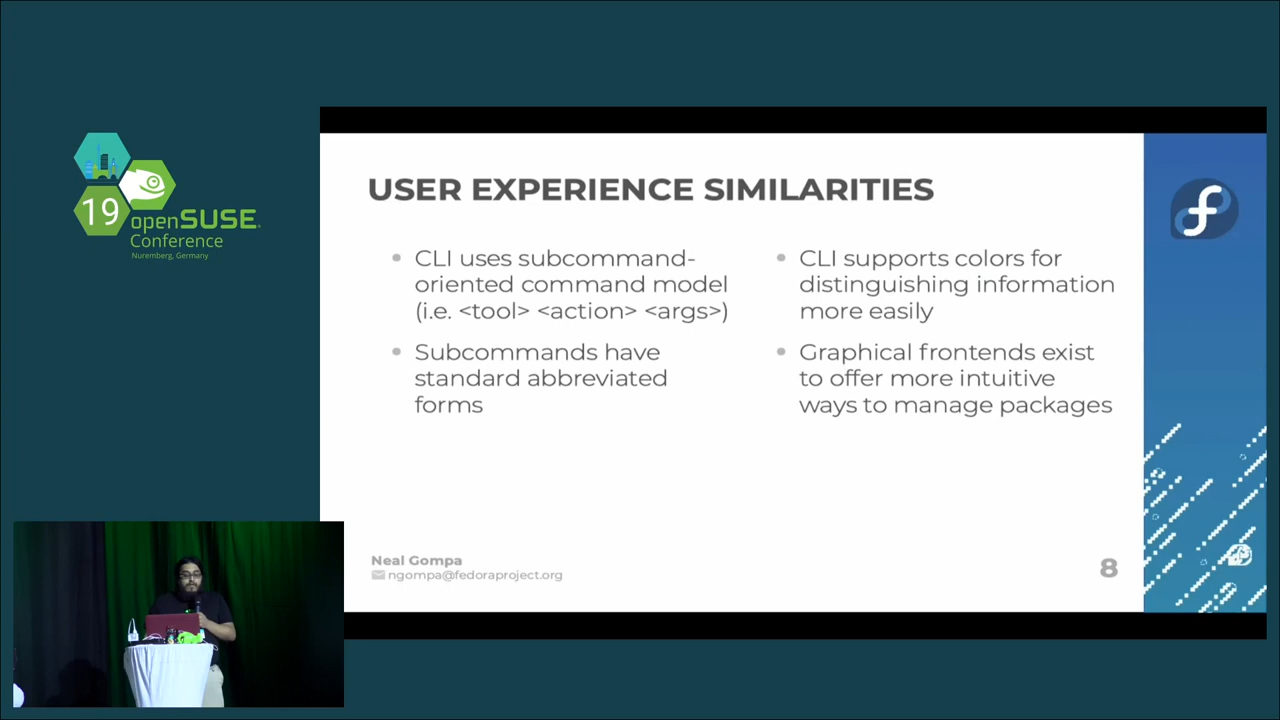 19
openSUSE
Conference
Nuremberg, Germany
USER EXPERIENCE SIMILARITIES
CLI uses subcommand-
oriented command model
(i.e. <tool> <action> <args>)
Subcommands have
standard abbreviated
forms
CLI supports colors for
distinguishing information
more easily
Graphical frontends exist
to offer more intuitive
ways to manage packages
Neal Gompa
ngompa@fedoraproject.org
8